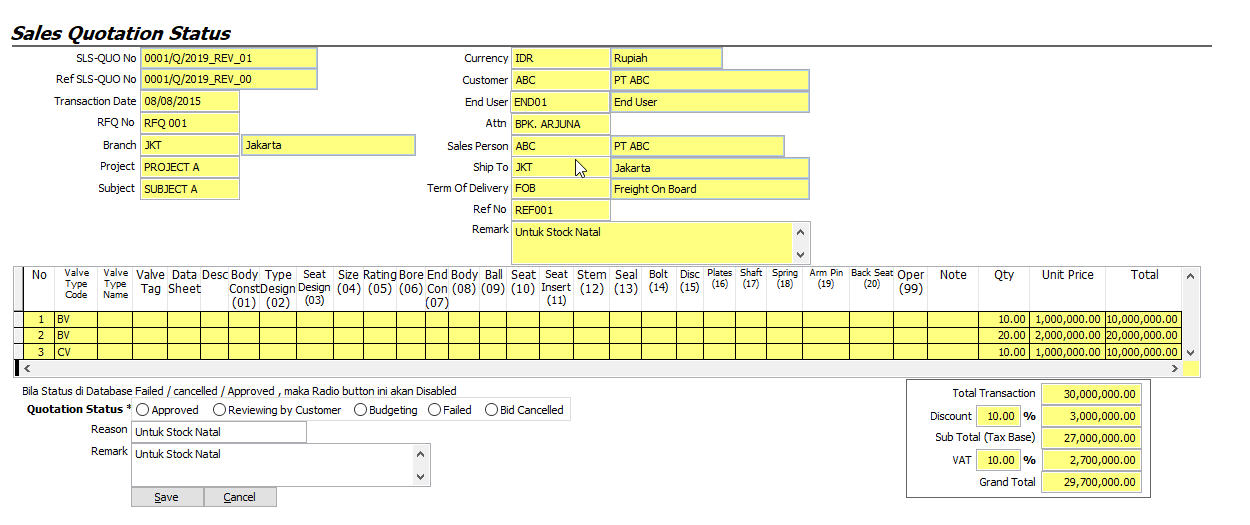 Sales Quotation Status
SLS-QUO No 0001/Q/2019_REV_01
Ref SLS-QUO No 0001/Q/2019_REV_00
Transaction Date 08/08/2015
RFQ No RFQ 001
Branch JKT Jakarta
Project PROJECT A
Subject SUBJECT A
Currency IDR Rupiah
Customer ABC PT ABC
End User END01 End User
Attn BPK. ARJUNA
Sales Person ABC PT ABC
Ship To JKT Jakarta
Term Of Delivery FOB Freight On Board
Ref No REF001
Remark Untuk Stock Natal
No Valve Type Code Valve Type Name Valve Tag Data Sheet Desc Body Const (01) Type Design (02) Seat Design (03) Size (04) Rating (05) Bore (06) End Con (07) Body (08) Ball (09) Seat (10) Seat Insert (11) Stem (12) Seal (13) Bolt (14) Disc (15) Plates (16) Shaft (17) Spring (18) Arm Pin (19) Back Seat (20) Oper (99) Note Qty Unit Price Total
1 BV 10.00 1,000,000.00 10,000,000.00
2 BV 20.00 2,000,000.00 20,000,000.00
3 CV 10.00 1,000,000.00 10,000,000.00
Bila Status di Database Failed / cancelled / Approved , maka Radio button ini akan Disabled
Quotation Status * Approved Reviewing by Customer Budgeting Failed Bid Cancelled
Reason Untuk Stock Natal
Remark Untuk Stock Natal
Save Cancel
Total Transaction 30,000,000.00
Discount 10.00 % 3,000,000.00
Sub Total (Tax Base) 27,000,000.00
VAT 10.00 % 2,700,000.00
Grand Total 29,700,000.00